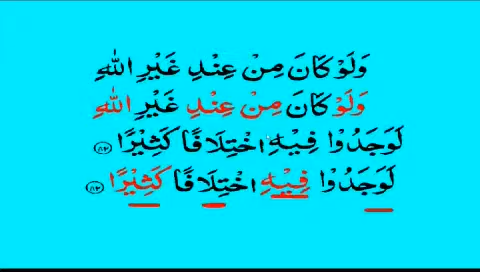 وَلَوْ كَانَ مِنْ عِنْدِ غَيْرِ اللّٰهِ
وَلَوْ كَانَ مِنْ عِنْدِ غَيْرِ اللّٰهِ
لَوَجَدُوْا فِيْهِ اخْتِلَافًا كَثِيْرًا ﴿٨٢﴾
لَوَجَدُوْا فِيْهِ اخْتِلَافًا كَثِيْرًا ﴿٨٢﴾